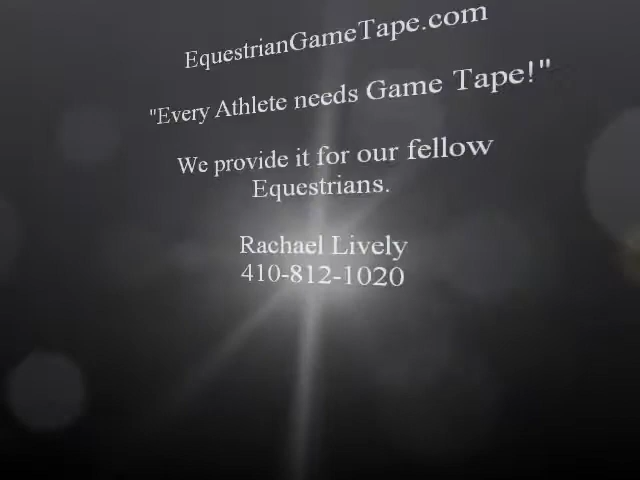 EquestrianGameTape.com
"Every Athlete needs Game Tape!"
We provide it for our fellow
Equestrians.
Rachael Lively
410-812-1020